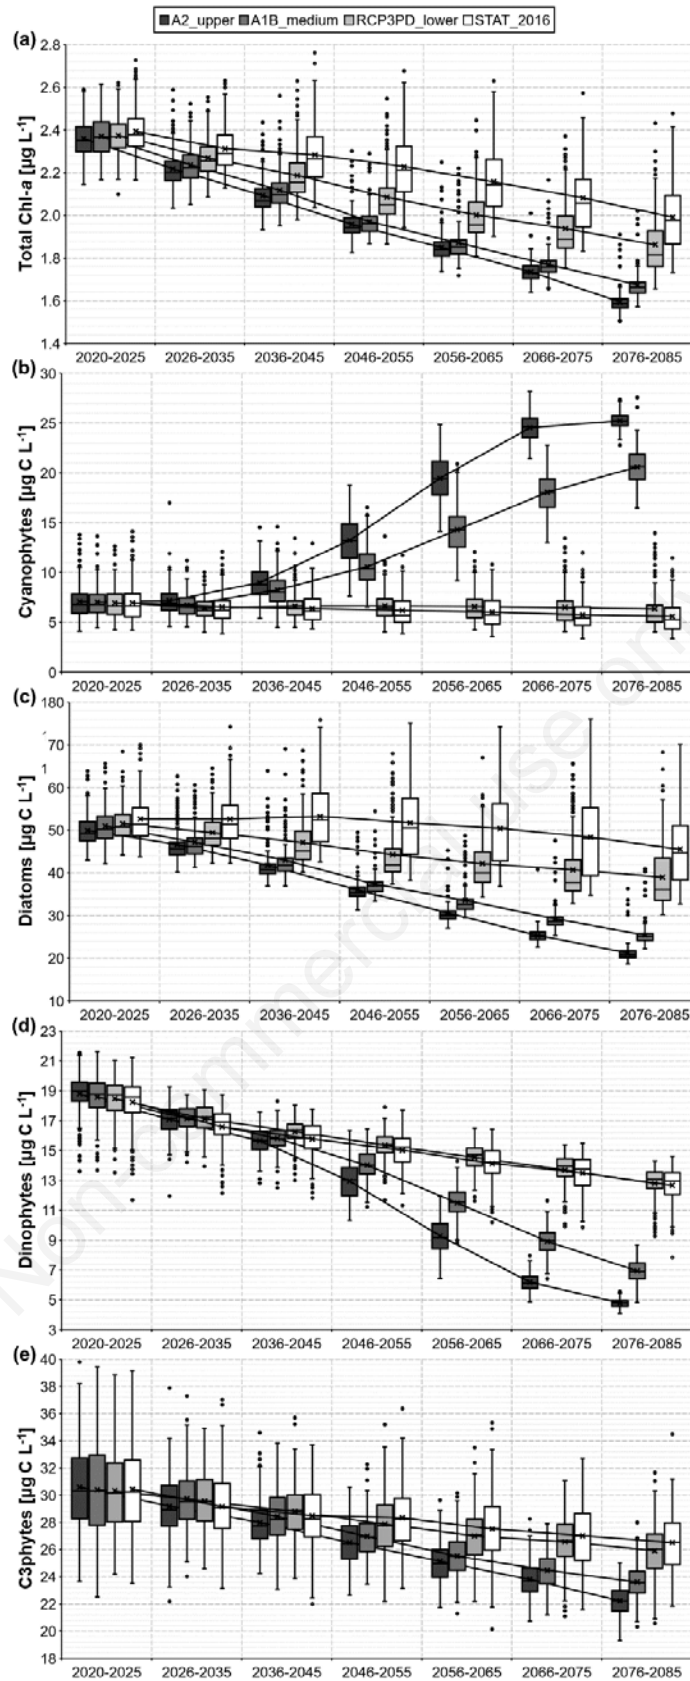 A2_upper A1B_medium RCP3PD_lower STAT_2016
(a)
Total Chl-a [µg L-1]
2.8
2.6
2.4
2.2
2.0
1.8
1.6
1.4
2020-2025 2026-2035 2036-2045 2046-2055 2056-2065 2066-2075 2076-2085
(b)
Cyanophytes [µg C L-1]
30
25
20
15
10
5
0
2020-2025 2026-2035 2036-2045 2046-2055 2056-2065 2066-2075 2076-2085
(c)
Diatoms [µg C L-1]
180
70
60
50
40
30
20
10
2020-2025 2026-2035 2036-2045 2046-2055 2056-2065 2066-2075 2076-2085
(d)
Dinophytes [µg C L-1]
23
21
19
17
15
13
11
9
7
5
3
2020-2025 2026-2035 2036-2045 2046-2055 2056-2065 2066-2075 2076-2085
(e)
C3phytes [µg C L-1]
40
38
36
34
32
30
28
26
24
22
20
18
2020-2025 2026-2035 2036-2045 2046-2055 2056-2065 2066-2075 2076-2085
Non-commercial use only